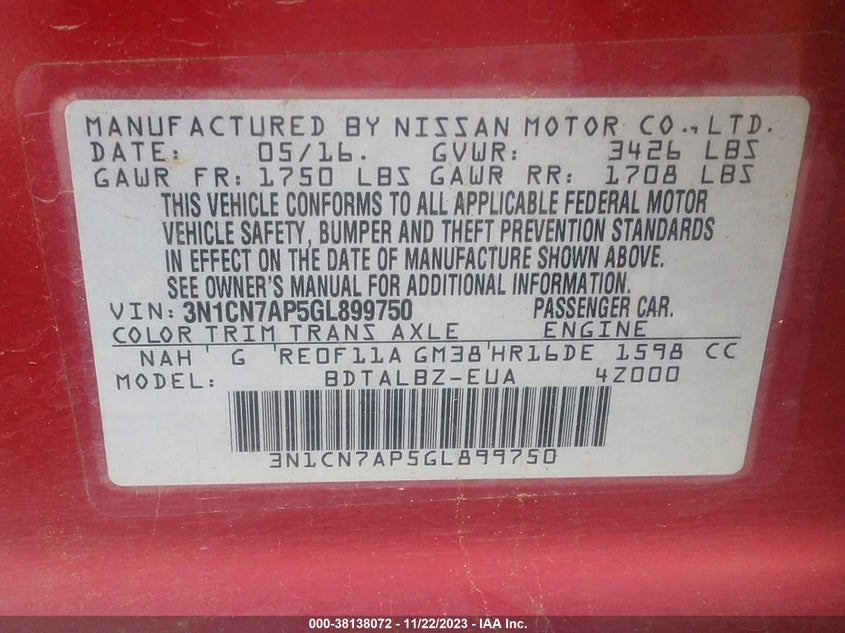 MANUFACTURED BY NISSAN MOTOR CO., LTD.
DATE: 05/16. GVWR: 3426 LBS
GAWR FR: 1750 LBS GAWR RR: 1708 LBS
THIS VEHICLE CONFORMS TO ALL APPLICABLE FEDERAL MOTOR
VEHICLE SAFETY, BUMPER AND THEFT PREVENTION STANDARDS
IN EFFECT ON THE DATE OF MANUFACTURE SHOWN ABOVE.
SEE OWNER'S MANUAL FOR ADDITIONAL INFORMATION.
VIN: 3N1CN7AP5GL899750 PASSENGER CAR.
COLOR TRIM TRANS AXLE ENGINE
NAH G RE0F11A GM38 HR16DE 1598 CC
MODEL: BDTALBZ-EUA 4Z000
3N1CN7AP5GL899750
000-38138072 - 11/22/2023 - IAA Inc.